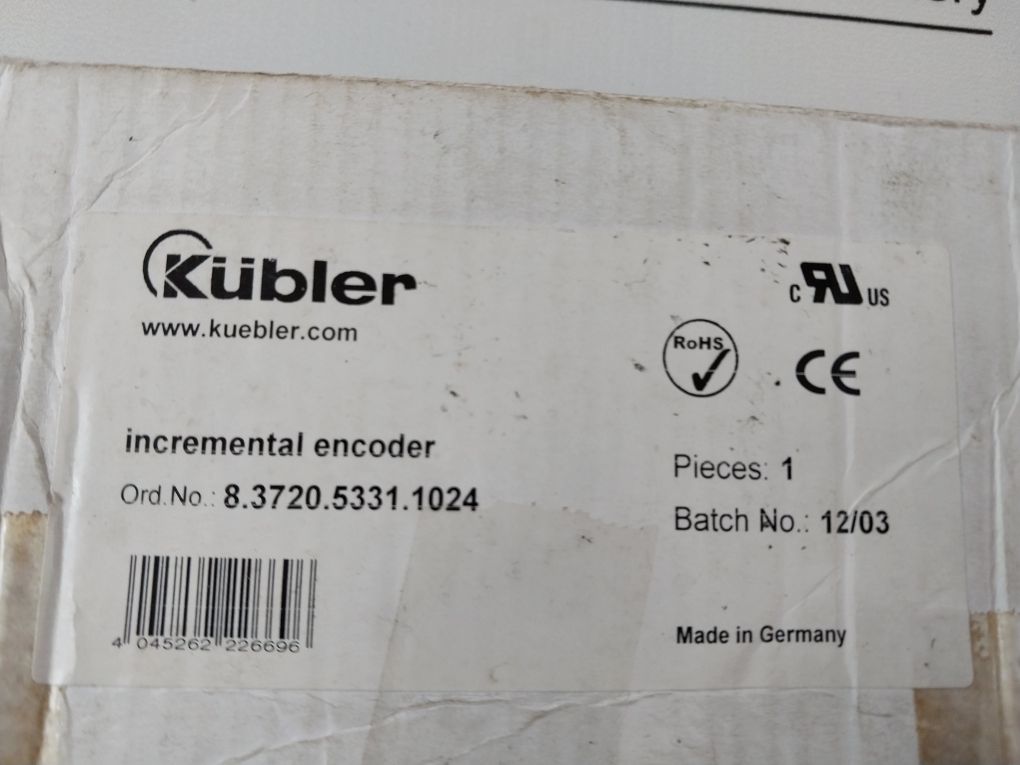 Kübler
www.kuebler.com
c RU US
RoHS
CE
incremental encoder
Ord.No.: 8.3720.5331.1024
Pieces: 1
Batch No.: 12/03
4 045262 226696
Made in Germany